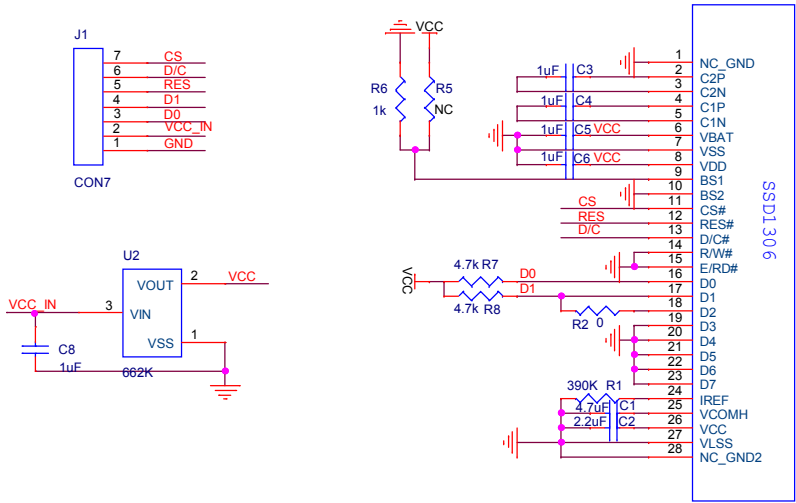 J1
7 CS
6 D/C
5 RES
4 D1
3 D0
2 VCC_IN
1 GND
CON7
VCC
R6 R5
1k NC
1uF C3
1uF C4
1uF C5 VCC
1uF C6 VCC
CS
RES
D/C
VCC
4.7k R7 D0
D1
4.7k R8
R2 0
390K R1
4.7uF C1
2.2uF C2
1 NC_GND
2 C2P
3 C2N
4 C1P
5 C1N
6 VBAT
7 VSS
8 VDD
9 BS1
10 BS2
11 CS#
12 RES#
13 D/C#
14 R/W#
15 E/RD#
16 D0
17 D1
18 D2
19 D3
20 D4
21 D5
22 D6
23 D7
24 IREF
25 VCOMH
26 VCC
27 VLSS
28 NC_GND2
SSD1306
U2
VOUT 2 VCC
VCC_IN 3 VIN
VSS 1
C8
1uF 662K